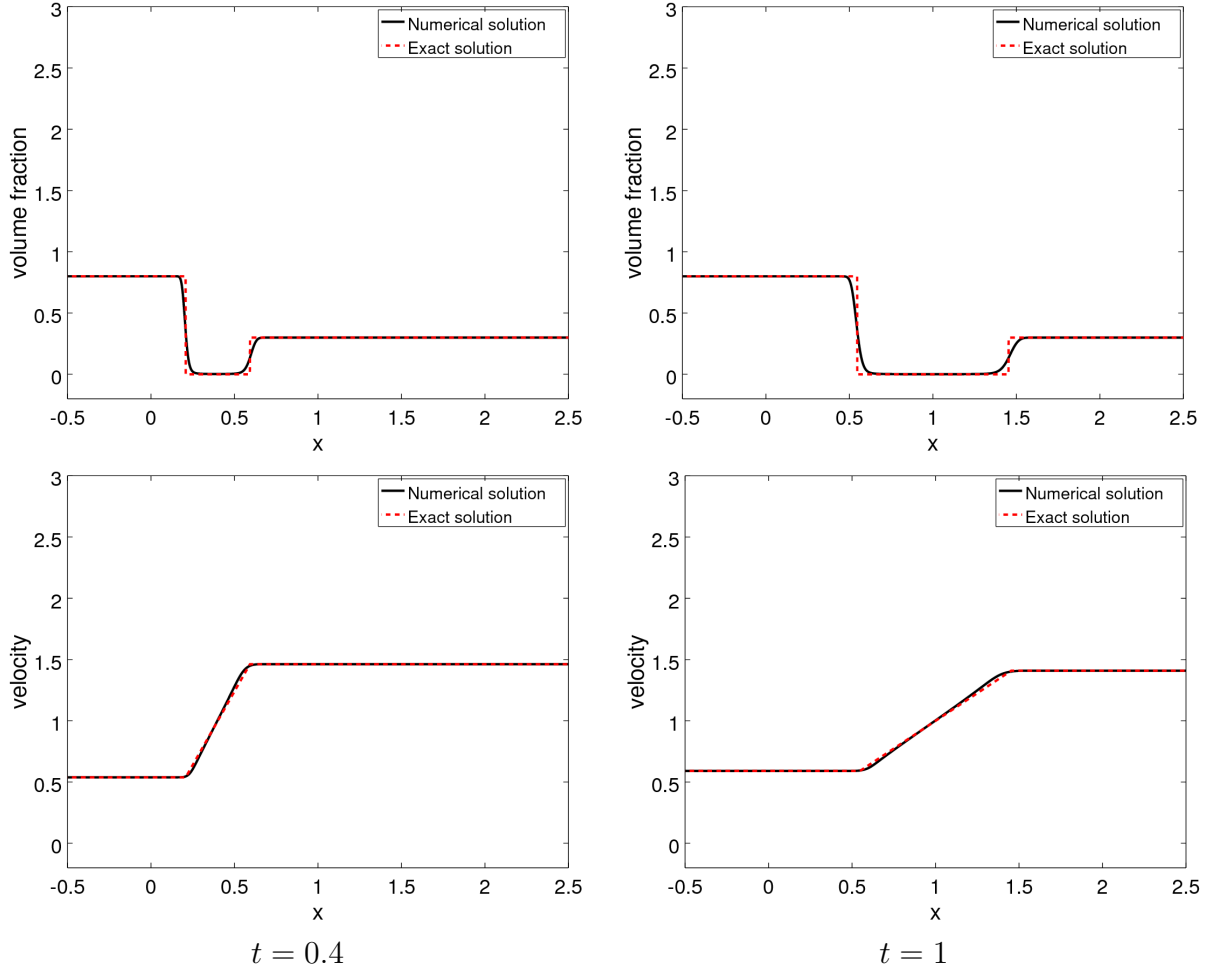 3
2.5
2
1.5
1
0.5
0
volume fraction
-0.5 0 0.5 1 1.5 2 2.5
x
Numerical solution
Exact solution
3
2.5
2
1.5
1
0.5
0
volume fraction
-0.5 0 0.5 1 1.5 2 2.5
x
Numerical solution
Exact solution
3
2.5
2
1.5
1
0.5
0
velocity
-0.5 0 0.5 1 1.5 2 2.5
x
Numerical solution
Exact solution
3
2.5
2
1.5
1
0.5
0
velocity
-0.5 0 0.5 1 1.5 2 2.5
x
Numerical solution
Exact solution
t = 0.4
t = 1